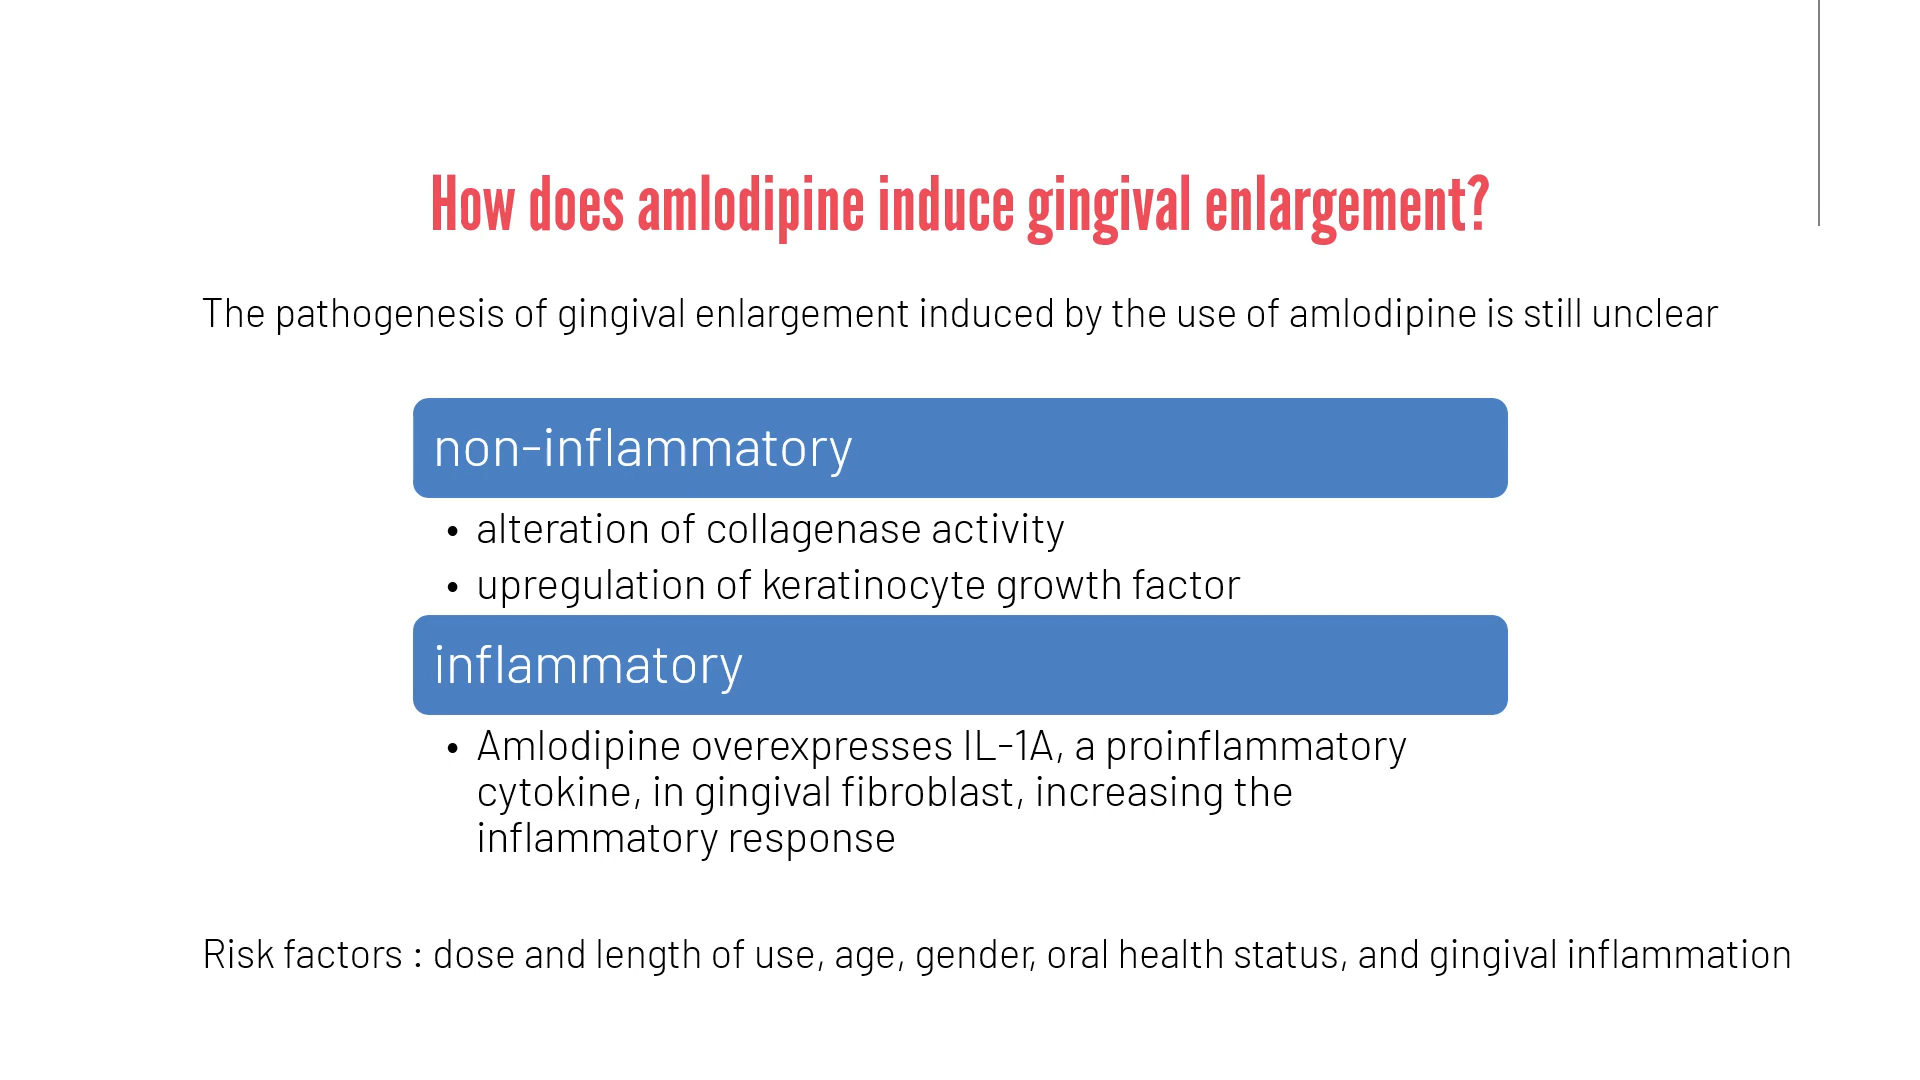 How does amlodipine induce gingival enlargement?
The pathogenesis of gingival enlargement induced by the use of amlodipine is still unclear
non-inflammatory
• alteration of collagenase activity
• upregulation of keratinocyte growth factor
inflammatory
• Amlodipine overexpresses IL-1A, a proinflammatory
cytokine, in gingival fibroblast, increasing the
inflammatory response
Risk factors : dose and length of use, age, gender, oral health status, and gingival inflammation